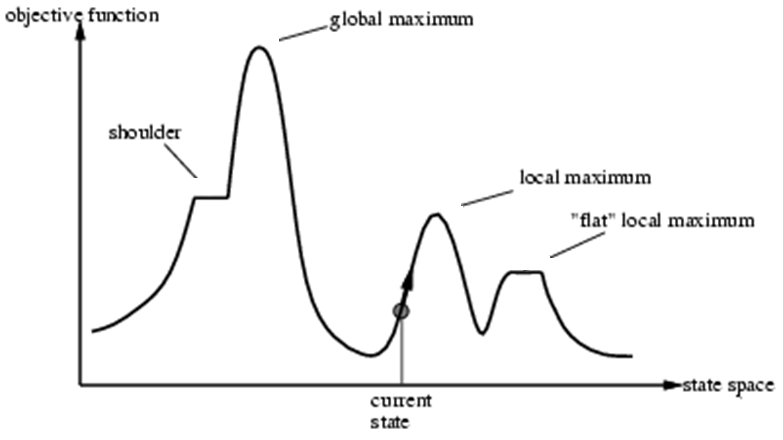 objective function
global maximum
shoulder
local maximum
"flat" local maximum
state space
current
state